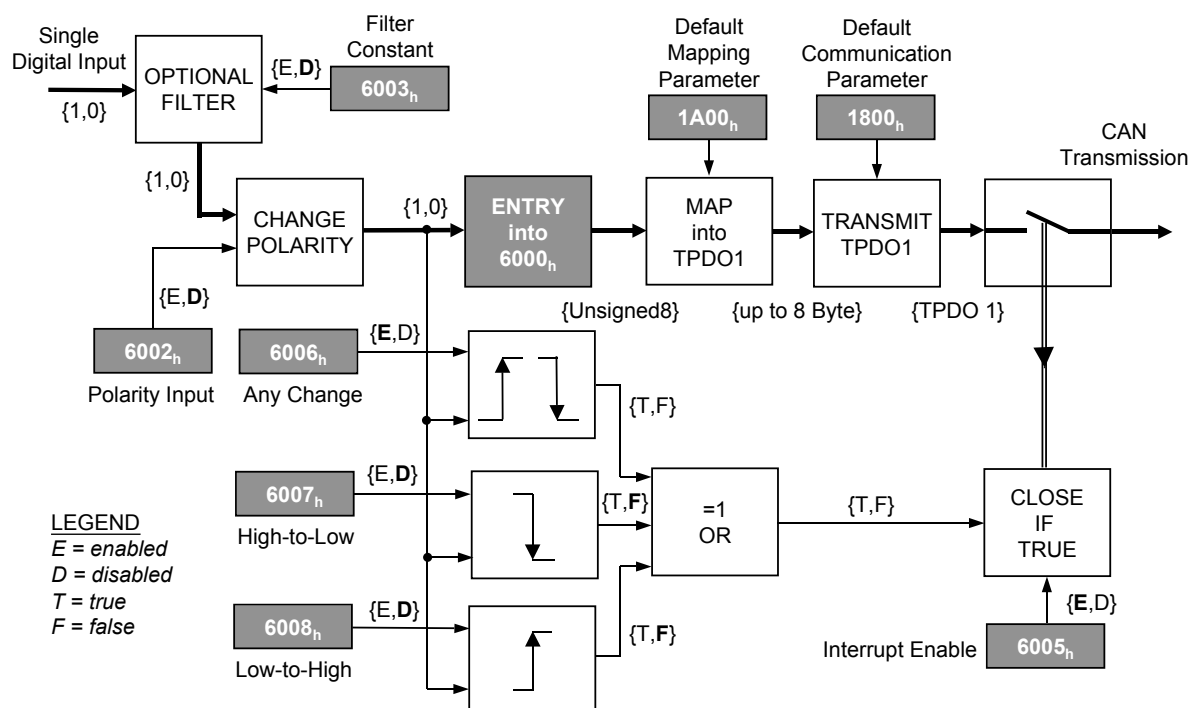 Single
Digital Input
{1,0}
OPTIONAL
FILTER
{E,D}
Filter
Constant
6003h
Default
Mapping
Parameter
1A00h
Default
Communication
Parameter
1800h
CAN
Transmission
{1,0}
CHANGE
POLARITY
{1,0}
ENTRY
into
6000h
MAP
into
TPDO1
TRANSMIT
TPDO1
{Unsigned8}
{up to 8 Byte}
{TPDO 1}
{E,D}
6002h
Polarity Input
6006h
Any Change
{E,D}
{T,F}
6007h
High-to-Low
{E,D}
{T,F}
=1
OR
{T,F}
CLOSE
IF
TRUE
LEGEND
E = enabled
D = disabled
T = true
F = false
6008h
Low-to-High
{E,D}
{T,F}
{E,D}
Interrupt Enable
6005h